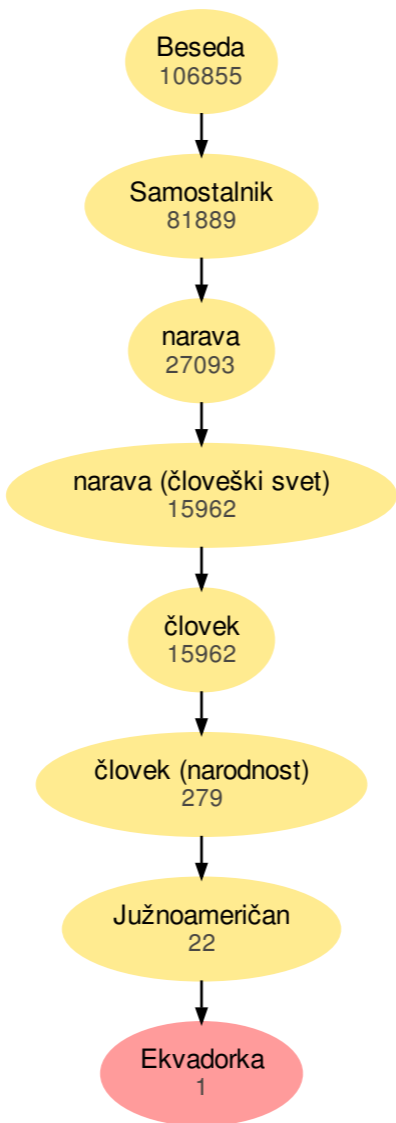 Beseda
106855
Samostalnik
81889
narava
27093
narava (človeški svet)
15962
človek
15962
človek (narodnost)
279
Južnoameričan
22
Ekvadorka
1